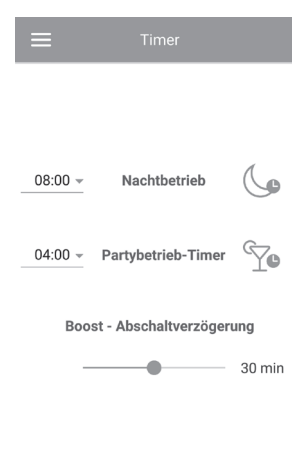 Timer
08:00 Nachtbetrieb
04:00 Partybetrieb-Timer
Boost - Abschaltverzögerung
30 min